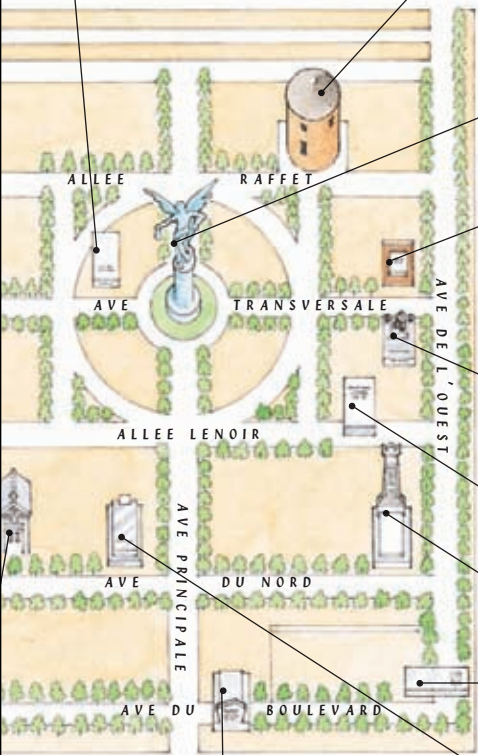 ALLEE RAFFET
AVE TRANSVERSALE
AVE DE L'OUEST
ALLEE LENOIR
AVE PRINCIPALE
AVE DU NORD
AVE DU BOULEVARD